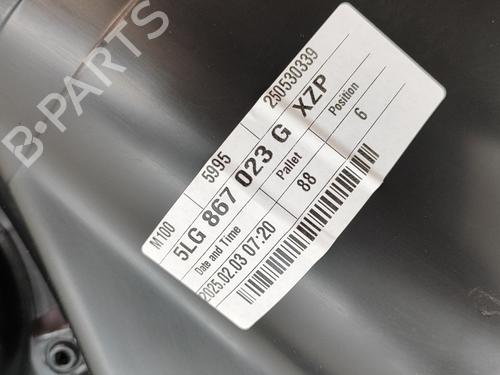 B-PARTS
M100 5995 250530339
5LG 867 023 G XZP
Date and Time Pallet Position
2025.02.03 07:20 88 6